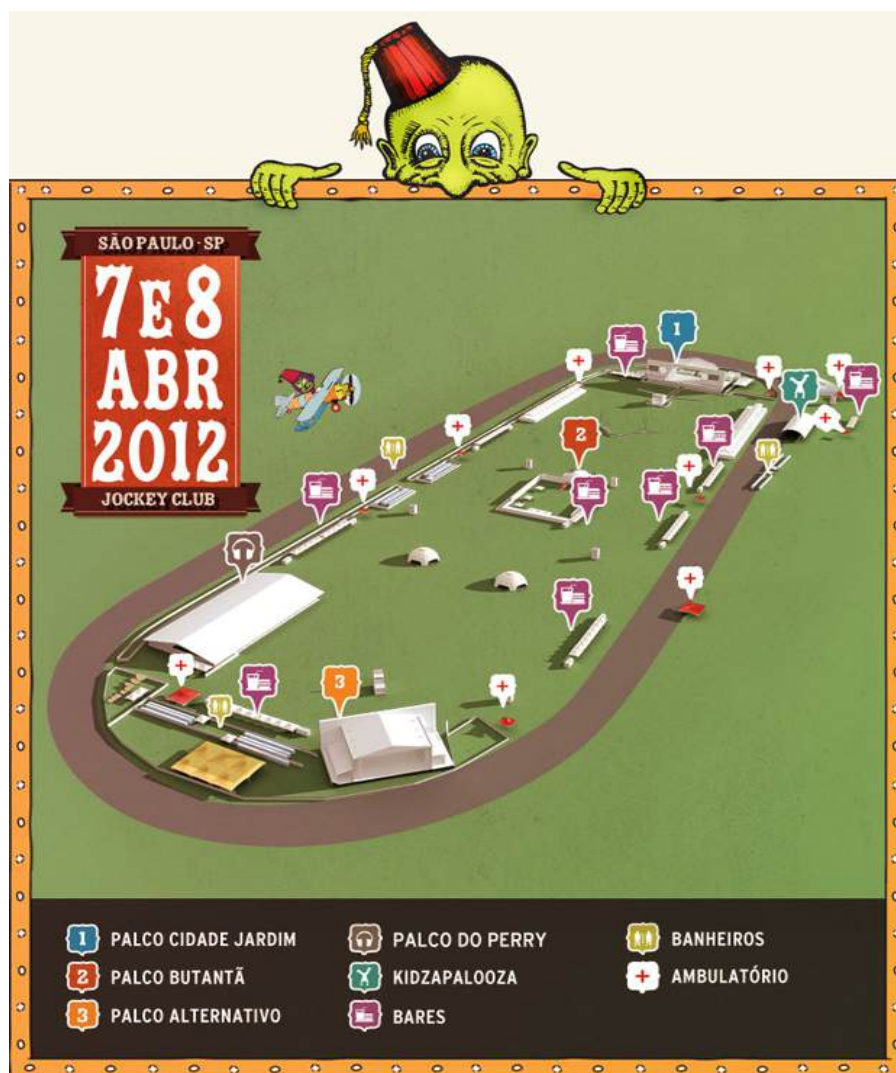 SÃO PAULO - SP
7 E 8
ABR
2012
JOCKEY CLUB
1
2
3
1 PALCO CIDADE JARDIM
2 PALCO BUTANTÃ
3 PALCO ALTERNATIVO
PALCO DO PERRY
KIDZAPALOOZA
BARES
BANHEIROS
AMBULATÓRIO